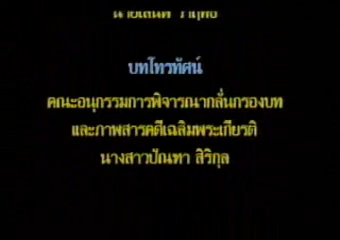 บทโทรทัศน์
คณะอนุกรรมการพิจารณากลั่นกรองบท
และภาพสารคดีเฉลิมพระเกียรติ
นางสาวปัณฑา สิริกุล